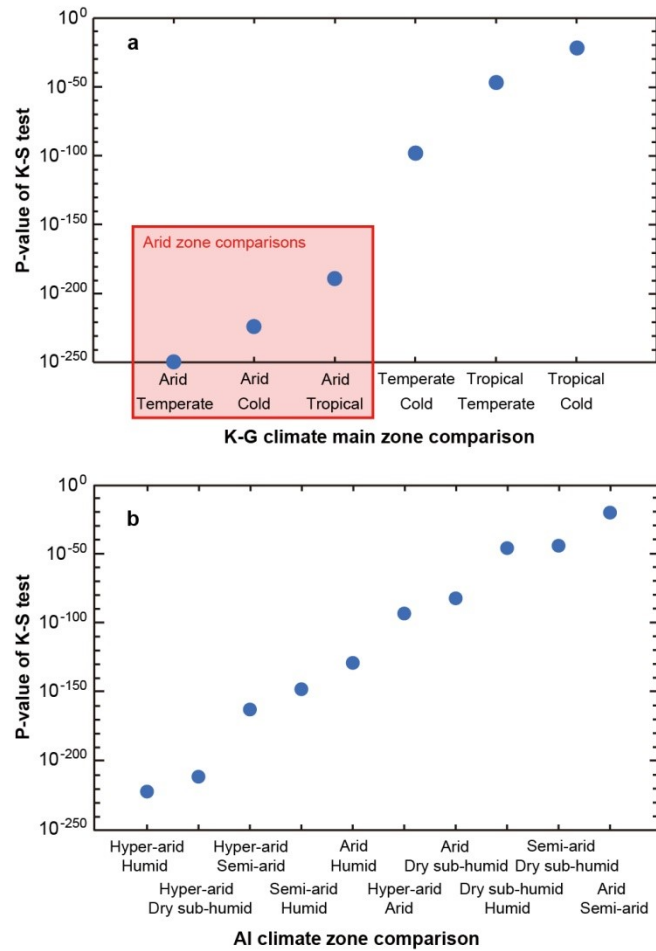 a
10^0
10^-50
10^-100
10^-150
10^-200
10^-250
P-value of K-S test
Arid zone comparisons
Arid Temperate
Arid Cold
Arid Tropical
Temperate Cold
Tropical Temperate
Tropical Cold
K-G climate main zone comparison
b
10^0
10^-50
10^-100
10^-150
10^-200
10^-250
P-value of K-S test
Hyper-arid Humid
Hyper-arid Dry sub-humid
Hyper-arid Semi-arid
Semi-arid Humid
Arid Humid
Hyper-arid Arid
Arid Dry sub-humid
Dry sub-humid Humid
Semi-arid Dry sub-humid
Arid Semi-arid
AI climate zone comparison